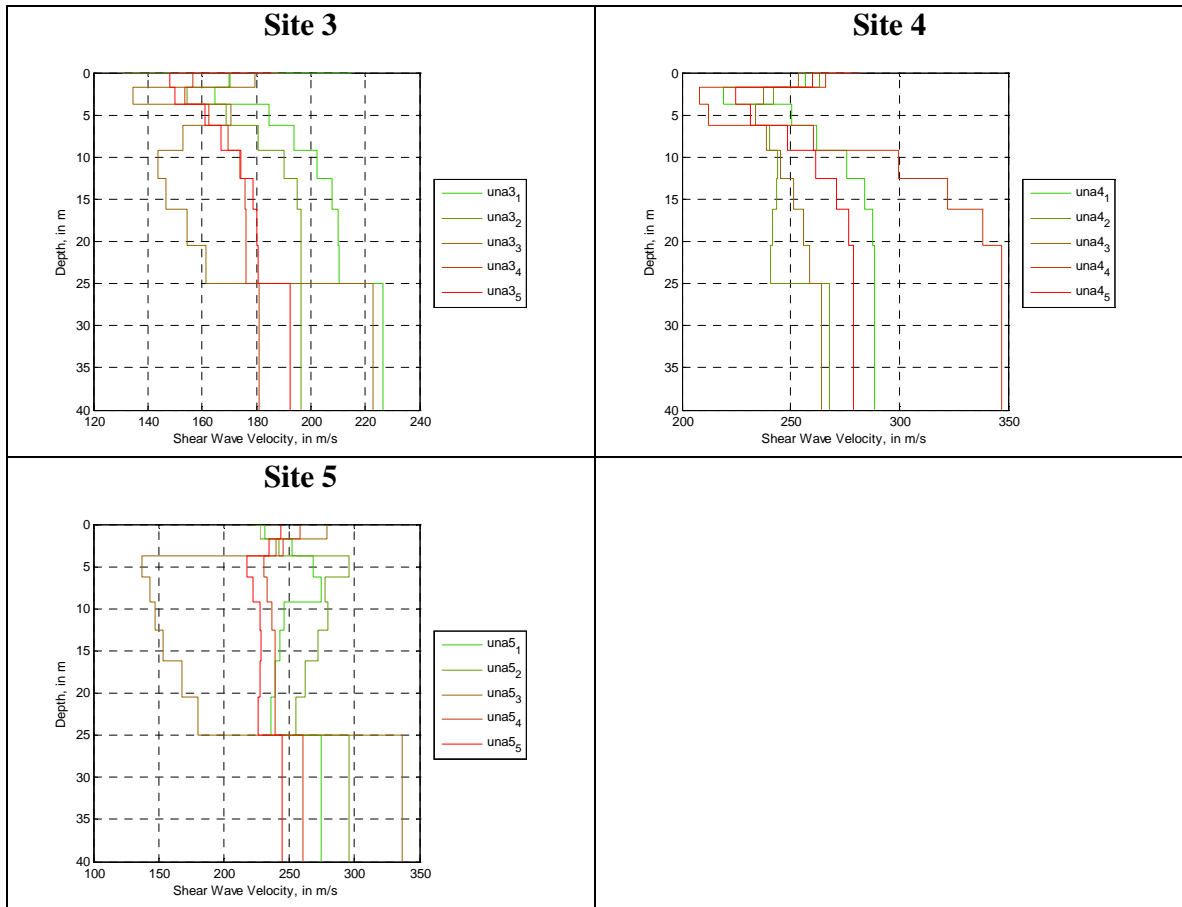 Site 3
0
5
10
15
20
25
30
35
40
Depth, in m
120 140 160 180 200 220 240
Shear Wave Velocity, in m/s
una3₁
una3₂
una3₃
una3₄
una3₅
Site 4
0
5
10
15
20
25
30
35
40
Depth, in m
200 250 300 350
Shear Wave Velocity, in m/s
una4₁
una4₂
una4₃
una4₄
una4₅
Site 5
0
5
10
15
20
25
30
35
40
Depth, in m
100 150 200 250 300 350
Shear Wave Velocity, in m/s
una5₁
una5₂
una5₃
una5₄
una5₅